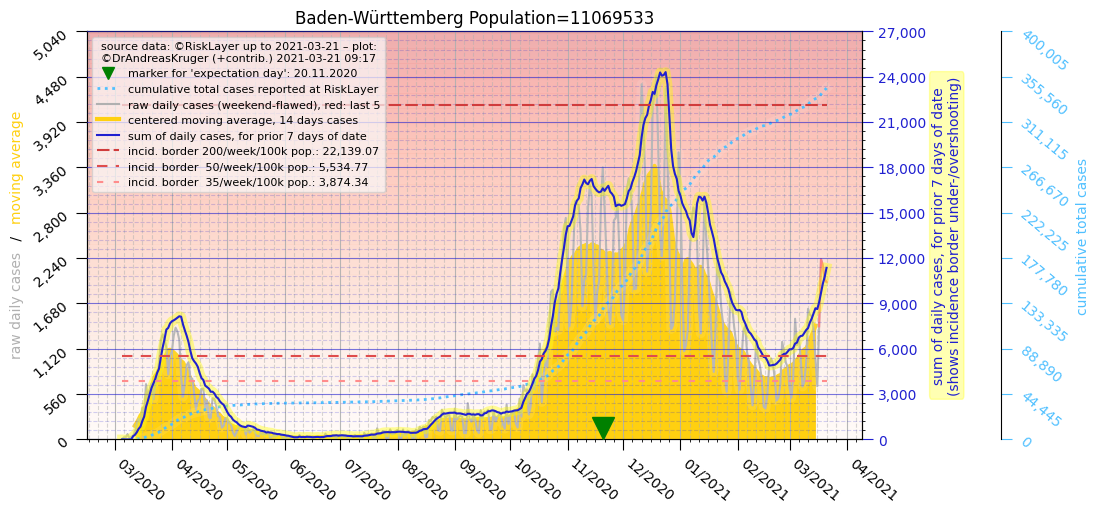 Baden-Württemberg Population=11069533
source data: ©RiskLayer up to 2021-03-21 – plot:
©DrAndreasKruger (+contrib.) 2021-03-21 09:17
marker for 'expectation day': 20.11.2020
cumulative total cases reported at RiskLayer
raw daily cases (weekend-flawed), red: last 5
centered moving average, 14 days cases
sum of daily cases, for prior 7 days of date
incid. border 200/week/100k pop.: 22,139.07
incid. border  50/week/100k pop.: 5,534.77
incid. border  35/week/100k pop.: 3,874.34
raw daily cases / moving average
5,040
4,480
3,920
3,360
2,800
2,240
1,680
1,120
560
0
03/2020
04/2020
05/2020
06/2020
07/2020
08/2020
09/2020
10/2020
11/2020
12/2020
01/2021
02/2021
03/2021
04/2021
27,000
24,000
21,000
18,000
15,000
12,000
9,000
6,000
3,000
0
sum of daily cases, for prior 7 days of date
(shows incidence border under-/overshooting)
400,005
355,560
311,115
266,670
222,225
177,780
133,335
88,890
44,445
0
cumulative total cases